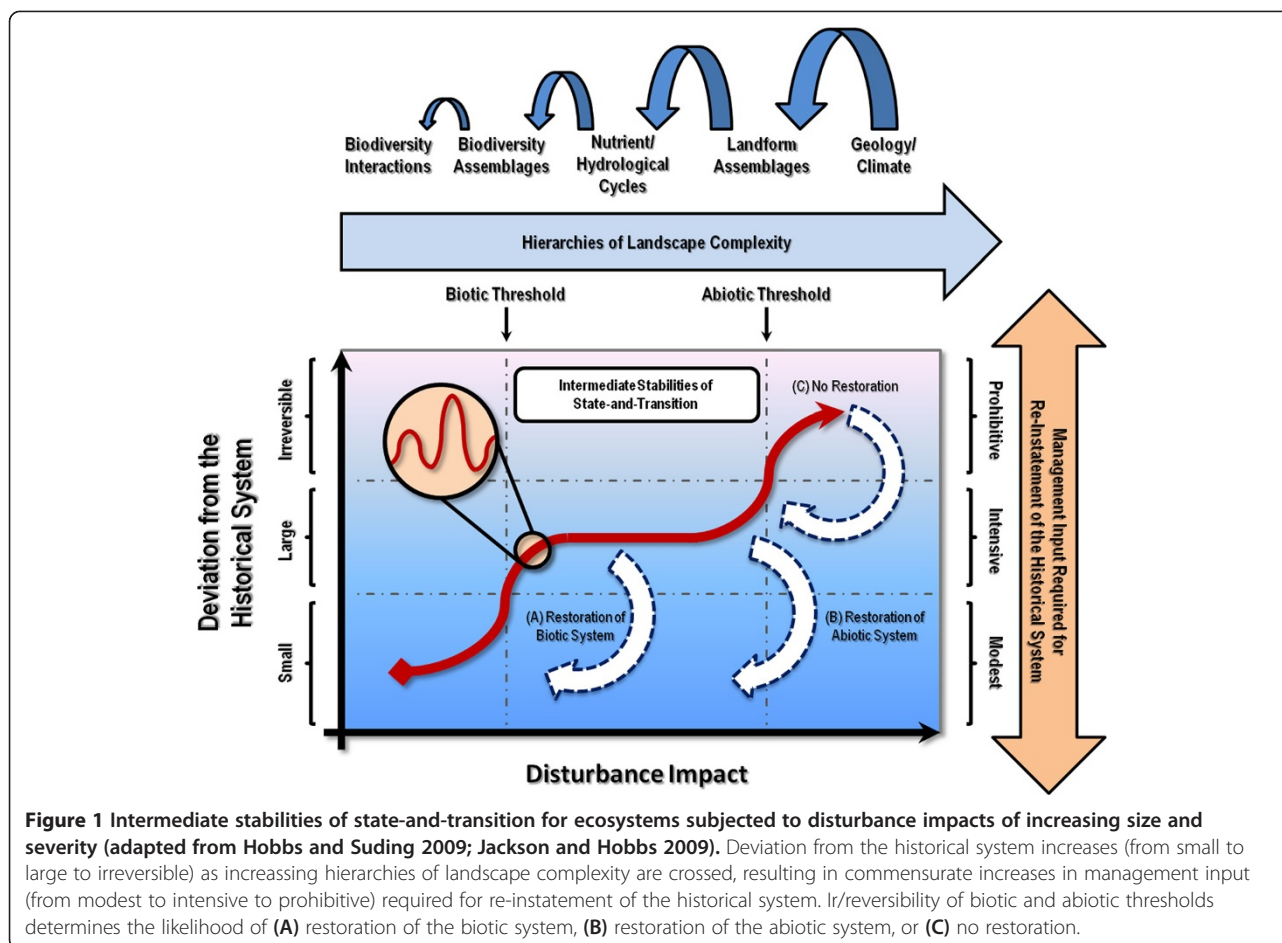 Biodiversity
Interactions
Biodiversity
Assemblages
Nutrient/
Hydrological
Cycles
Landform
Assemblages
Geology/
Climate
Hierarchies of Landscape Complexity
Biotic Threshold
Abiotic Threshold
Deviation from the
Historical System
Irreversible
Large
Small
Intermediate Stabilities of
State-and-Transition
(C) No Restoration
(A) Restoration of
Biotic System
(B) Restoration of
Abiotic System
Prohibitive
Intensive
Modest
Management Input Required for
Re-Instatement of the Historical System
Disturbance Impact
Figure 1 Intermediate stabilities of state-and-transition for ecosystems subjected to disturbance impacts of increasing size and
severity (adapted from Hobbs and Suding 2009; Jackson and Hobbs 2009). Deviation from the historical system increases (from small to
large to irreversible) as increassing hierarchies of landscape complexity are crossed, resulting in commensurate increases in management input
(from modest to intensive to prohibitive) required for re-instatement of the historical system. Ir/reversibility of biotic and abiotic thresholds
determines the likelihood of (A) restoration of the biotic system, (B) restoration of the abiotic system, or (C) no restoration.